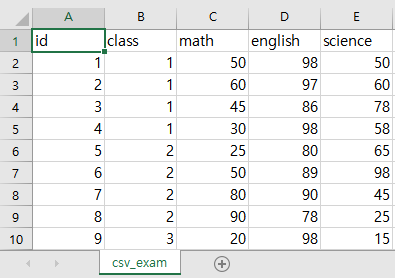 A B C D E
1 id class math english science
2 1 1 50 98 50
3 2 1 60 97 60
4 3 1 45 86 78
5 4 1 30 98 58
6 5 2 25 80 65
7 6 2 50 89 98
8 7 2 80 90 45
9 8 2 90 78 25
10 9 3 20 98 15
csv_exam